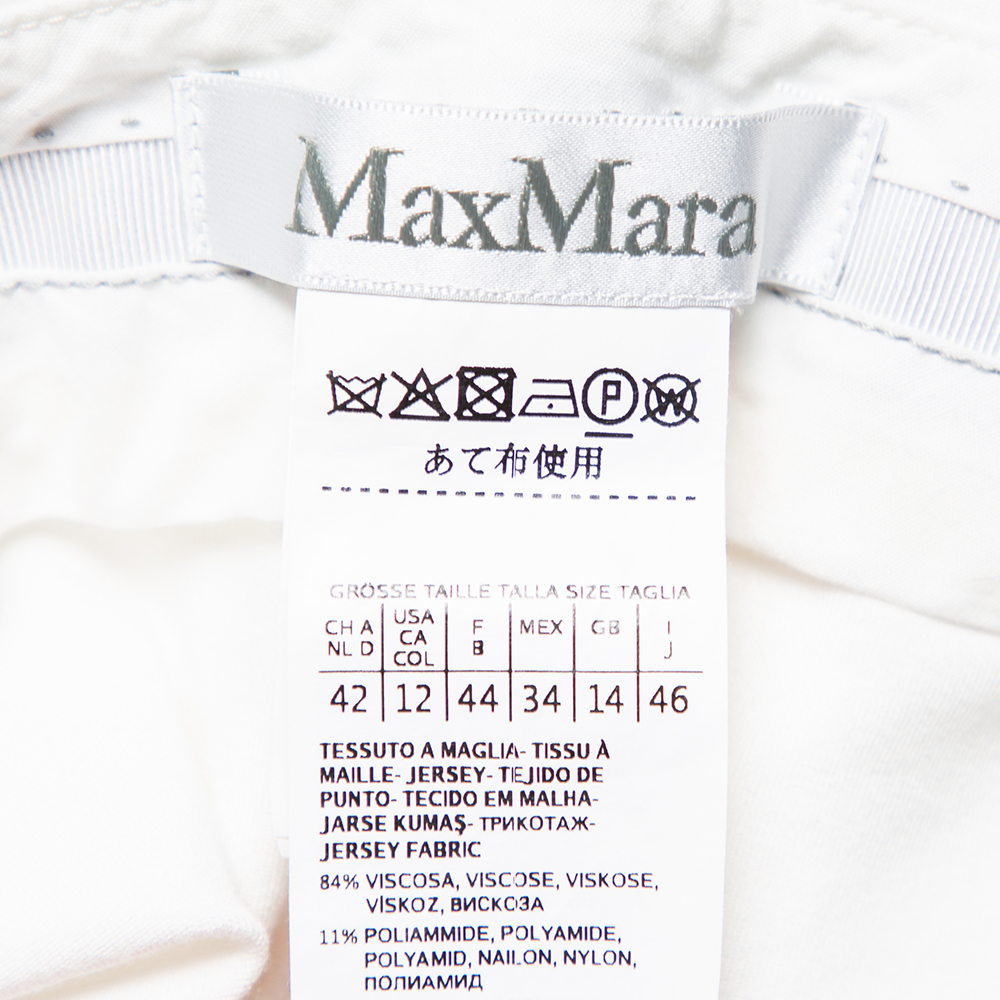 MaxMara
P W
あて布使用
GRÖSSE TAILLE TALLA SIZE TAGLIA
CH A NL D USA CA COL F B MEX GB I J
42 12 44 34 14 46
TESSUTO A MAGLIA- TISSU À
MAILLE- JERSEY- TEJIDO DE
PUNTO- TECIDO EM MALHA-
JARSE KUMAŞ- ТРИКОТАЖ-
JERSEY FABRIC
84% VISCOSA, VISCOSE, VISKOSE,
VİSKOZ, ВИСКОЗА
11% POLIAMMIDE, POLYAMIDE,
POLYAMID, NAILON, NYLON,
ПОЛИАМИД